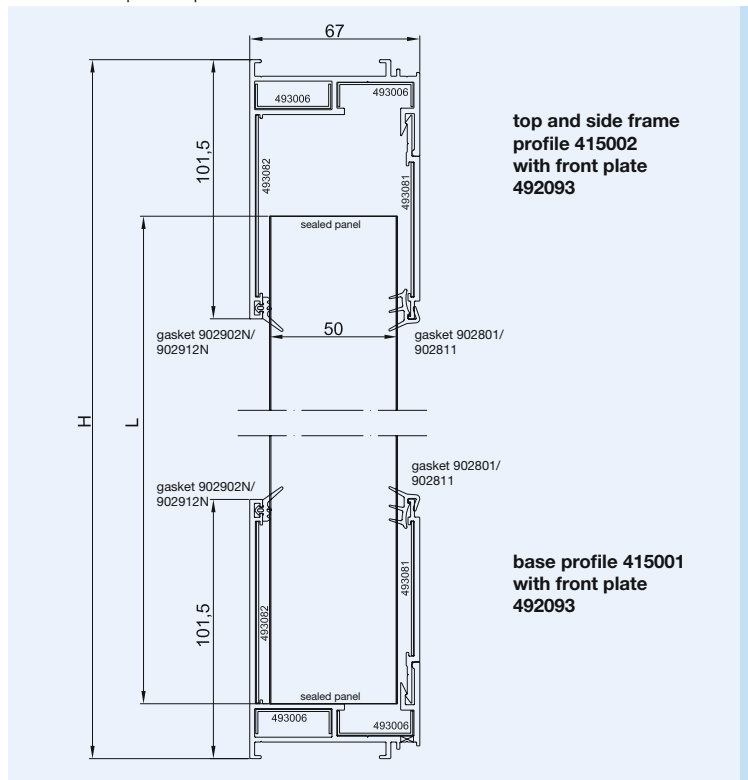 67
493006
493006
101,5
493082
493081
top and side frame
profile 415002
with front plate
492093
sealed panel
gasket 902902N/
902912N
50
gasket 902801/
902811
H
L
gasket 902902N/
902912N
gasket 902801/
902811
101,5
493082
493081
base profile 415001
with front plate
492093
sealed panel
493006
493006